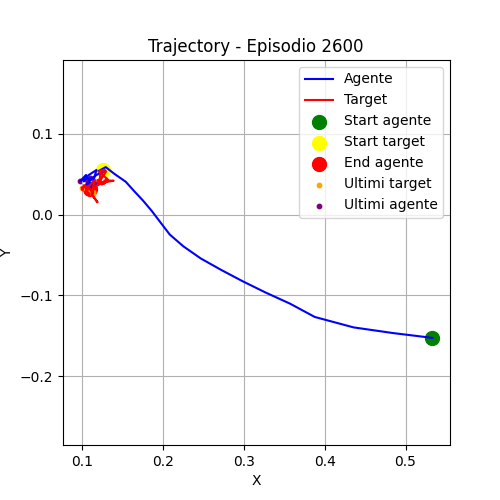 Trajectory - Episodio 2600
Agente
Target
Start agente
Start target
End agente
Ultimi target
Ultimi agente
0.1
0.0
−0.1
−0.2
Y
0.1
0.2
0.3
0.4
0.5
X